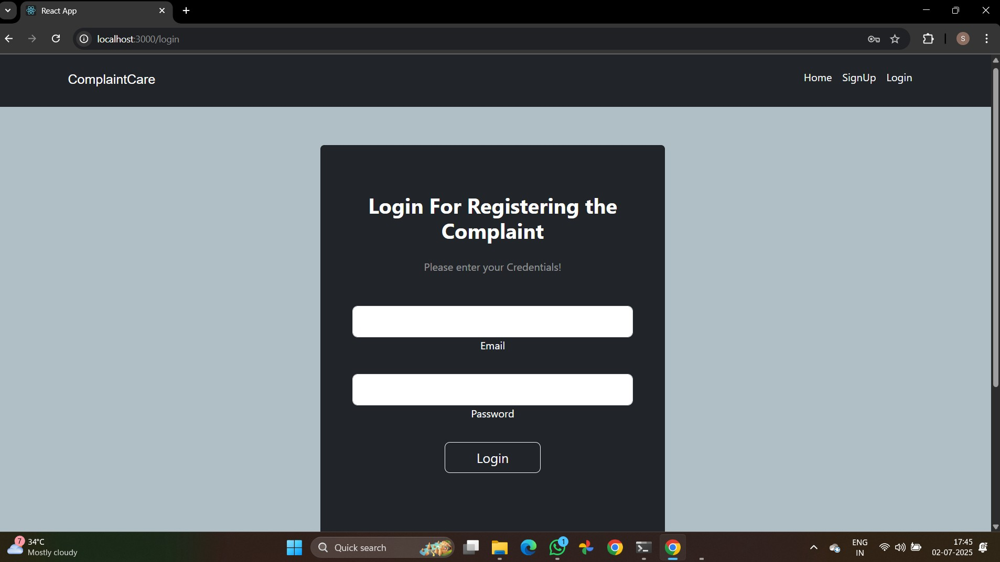 React App
localhost:3000/login
S
ComplaintCare
Home SignUp Login
Login For Registering the
Complaint
Please enter your Credentials!
Email
Password
Login
7
34°C
Mostly cloudy
Quick search
1
ENG
IN
17:45
02-07-2025